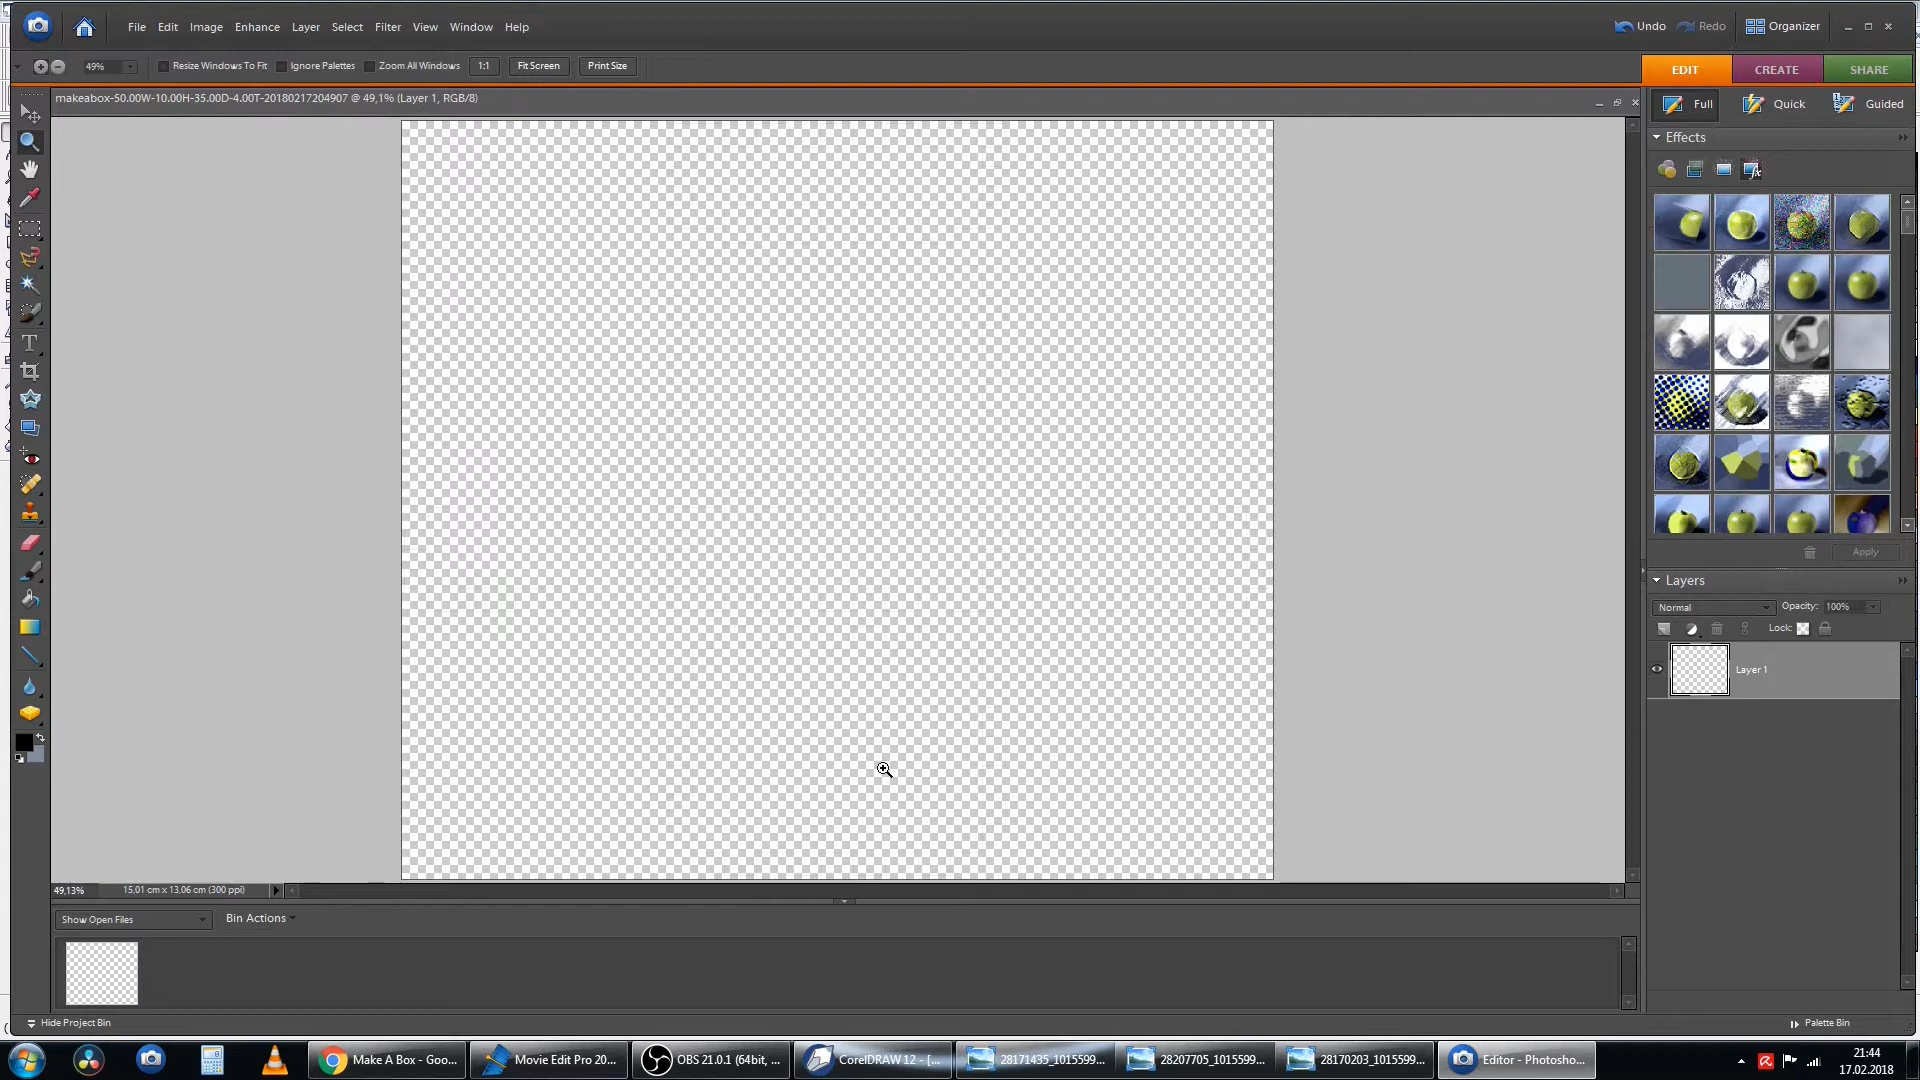 File Edit Image Enhance Layer Select Filter View Window Help
Undo Redo Organizer
49% Resize Windows To Fit Ignore Palettes Zoom All Windows 1:1 Fit Screen Print Size
EDIT CREATE SHARE
makeabox-50.00W-10.00H-35.00D-4.00T-20180217204907 @ 49,1% (Layer 1, RGB/8)
Full Quick Guided
Effects
Apply
Layers
Normal Opacity: 100%
Lock:
Layer 1
49,13% 15,01 cm x 13,06 cm (300 ppi)
Show Open Files Bin Actions
Hide Project Bin
Palette Bin
Make A Box - Goo...
Movie Edit Pro 20...
OBS 21.0.1 (64bit, ...
CorelDRAW 12 - [...
28171435_1015599...
28207705_1015599...
28170203_1015599...
Editor - Photosho...
21:44
17.02.2018